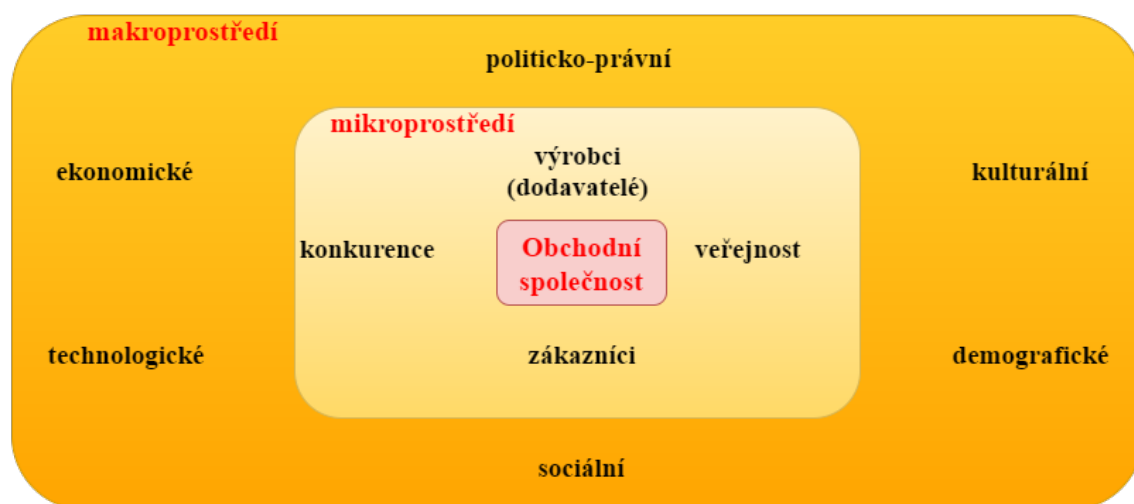 makroprostředí
politicko-právní
mikroprostředí
výrobci
(dodavatelé)
ekonomické
kulturální
konkurence
Obchodní
společnost
veřejnost
technologické
zákazníci
demografické
sociální